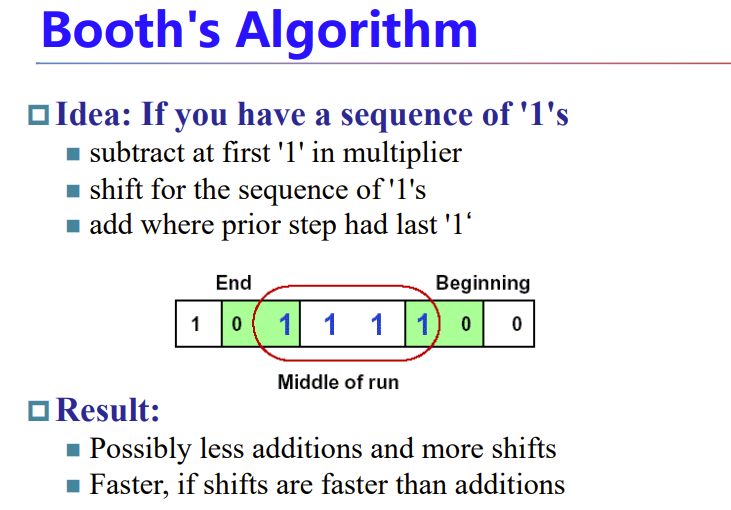 Booth's Algorithm
Idea: If you have a sequence of '1's
subtract at first '1' in multiplier
shift for the sequence of '1's
add where prior step had last '1‘
End Beginning
1 0 1 1 1 1 0 0
Middle of run
Result:
Possibly less additions and more shifts
Faster, if shifts are faster than additions